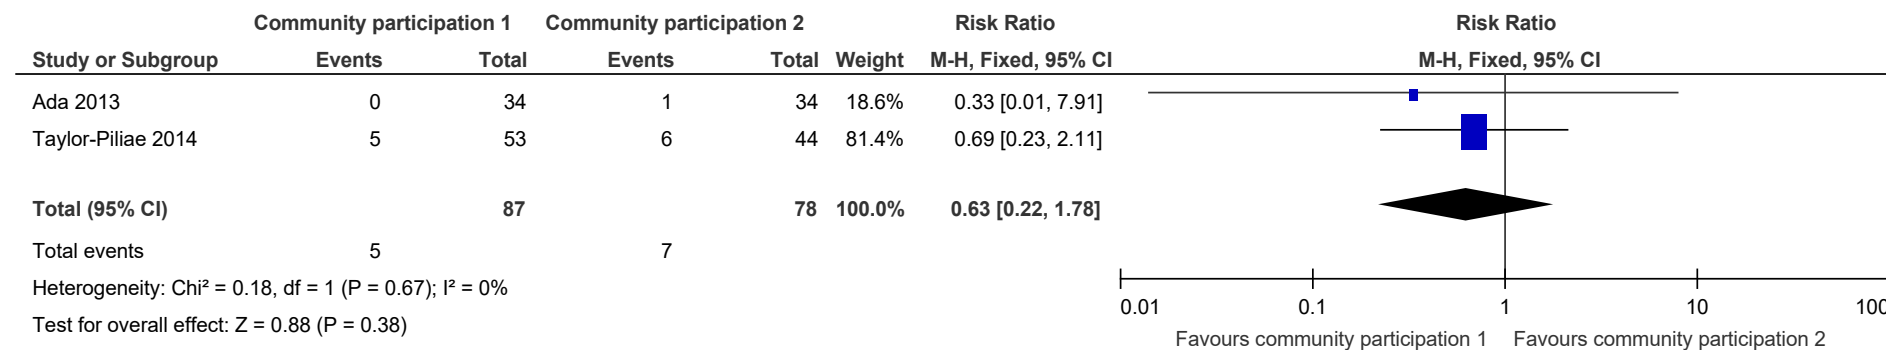 Community participation 1 Community participation 2 Risk Ratio Risk Ratio
Study or Subgroup Events Total Events Total Weight M-H, Fixed, 95% CI M-H, Fixed, 95% CI
Ada 2013 0 34 1 34 18.6% 0.33 [0.01, 7.91]
Taylor-Piliae 2014 5 53 6 44 81.4% 0.69 [0.23, 2.11]
Total (95% CI) 87 78 100.0% 0.63 [0.22, 1.78]
Total events 5 7
Heterogeneity: Chi² = 0.18, df = 1 (P = 0.67); I² = 0%
Test for overall effect: Z = 0.88 (P = 0.38)
0.01 0.1 1 10 100
Favours community participation 1 Favours community participation 2